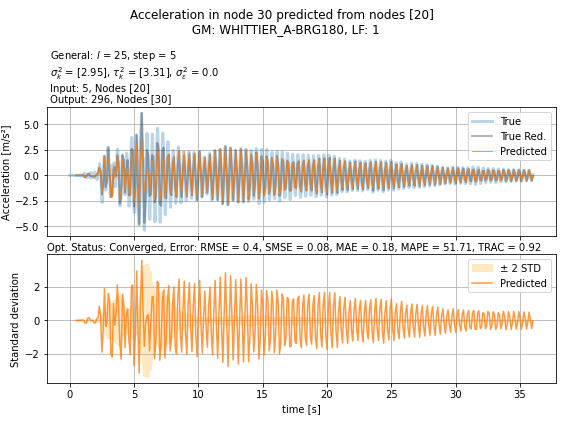 Acceleration in node 30 predicted from nodes [20]
GM: WHITTIER_A-BRG180, LF: 1
General: l = 25, step = 5
σ²ₖ = [2.95], τ²ₖ = [3.31], σ²ε = 0.0
Input: 5, Nodes [20]
Output: 296, Nodes [30]
Acceleration [m/s²]
5.0
2.5
0.0
−2.5
−5.0
True
True Red.
Predicted
Opt. Status: Converged, Error: RMSE = 0.4, SMSE = 0.08, MAE = 0.18, MAPE = 51.71, TRAC = 0.92
Standard deviation
2
0
−2
± 2 STD
Predicted
0 5 10 15 20 25 30 35
time [s]